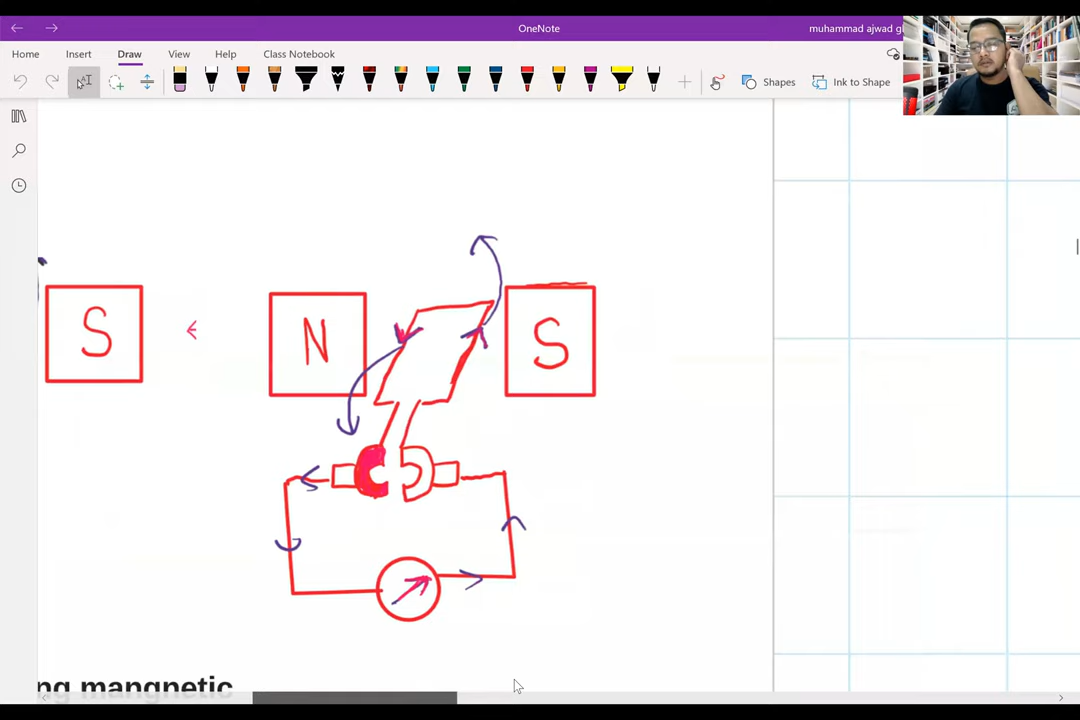 OneNote
muhammad ajwad g
Home Insert Draw View Help Class Notebook
Shapes Ink to Shape
S N S
ng mangnetic